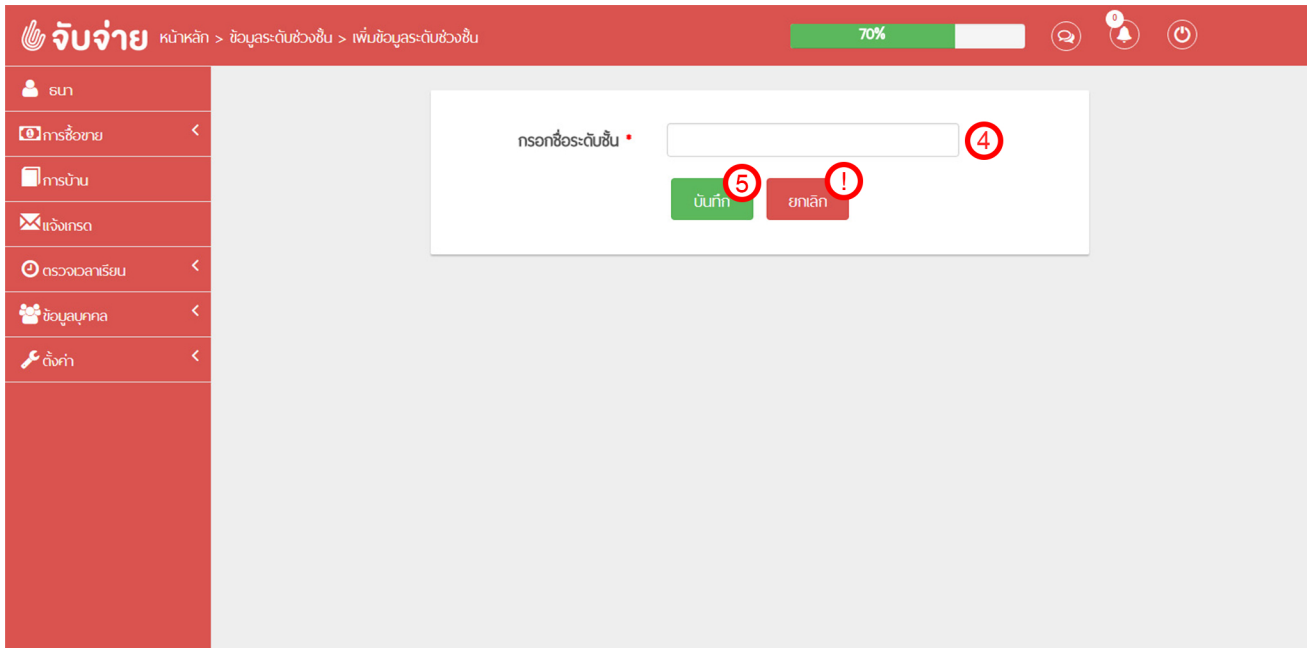 จับจ่าย หน้าหลัก > ข้อมูลระดับช่วงชั้น > เพิ่มข้อมูลระดับช่วงชั้น 70% 0
ธนา
การซื้อขาย
การบ้าน
แจ้งเกรด
ตรวจเวลาเรียน
ข้อมูลบุคคล
ตั้งค่า
กรอกชื่อระดับชั้น * 4
บันทึก 5 ยกเลิก !